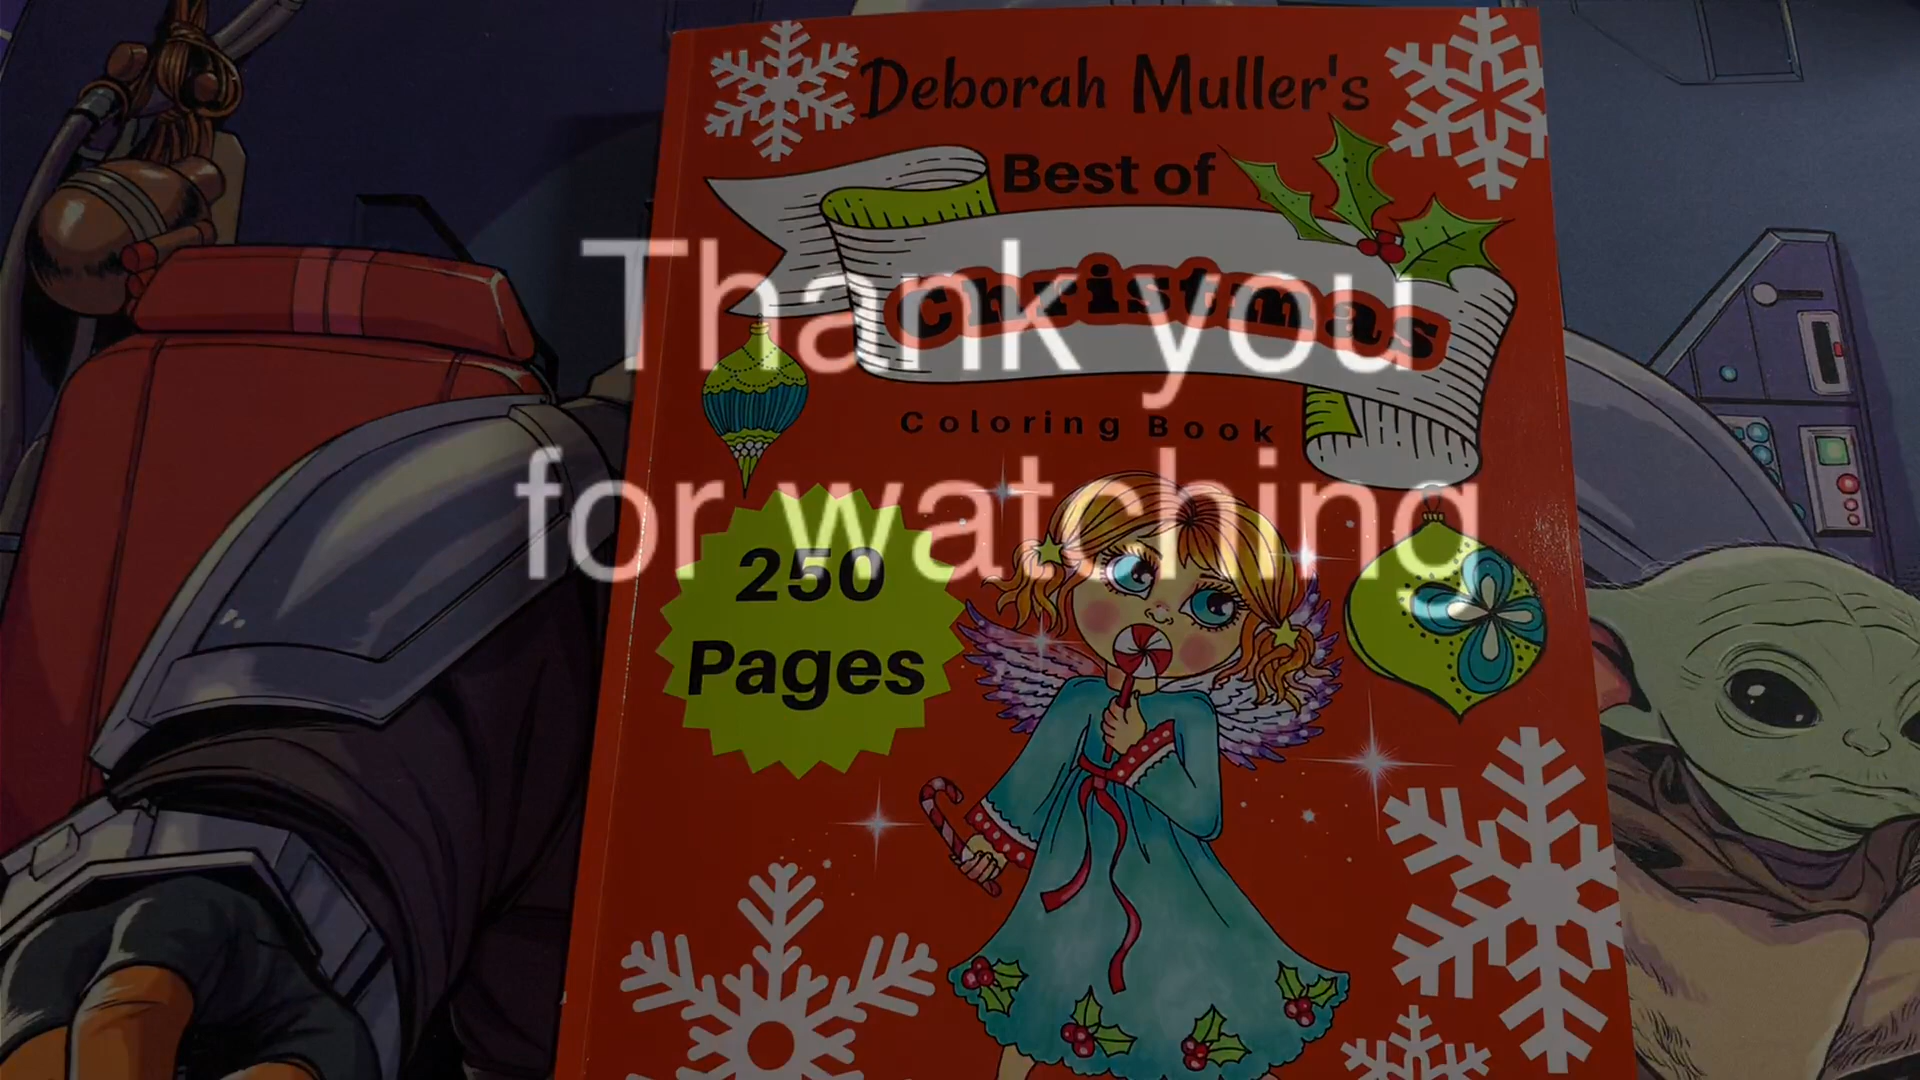 Deborah Muller's
Best of
Christmas
Thank you
Coloring Book
for watching
250
Pages